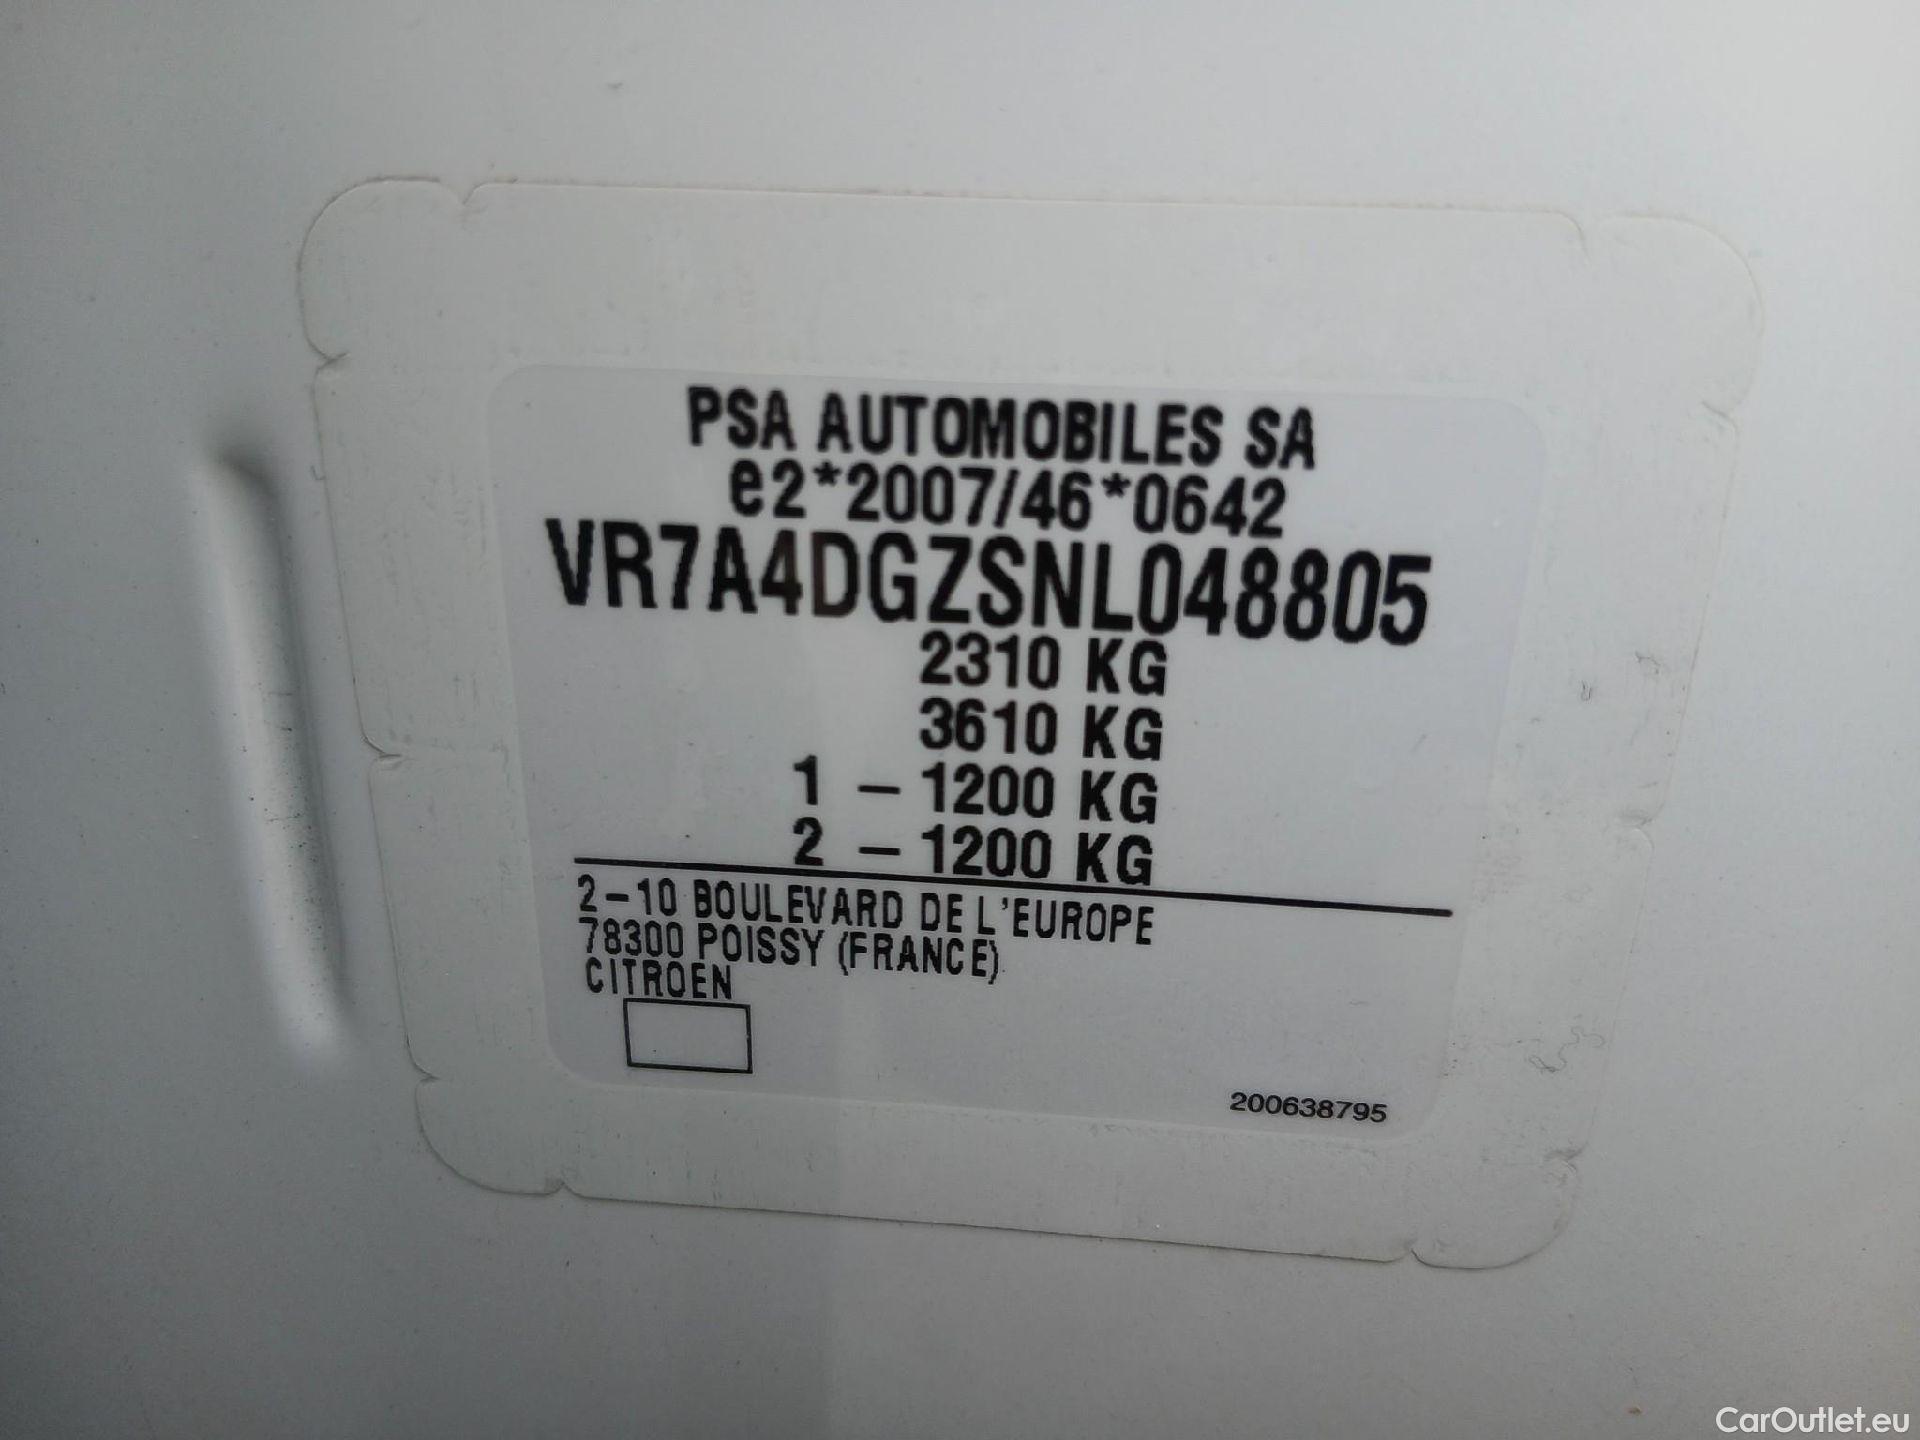 PSA AUTOMOBILES SA
e2*2007/46*0642
VR7A4DGZSNL048805
2310 KG
3610 KG
1 - 1200 KG
2 - 1200 KG
2-10 BOULEVARD DE L'EUROPE
78300 POISSY (FRANCE)
CITROEN
200638795
CarOutlet.eu